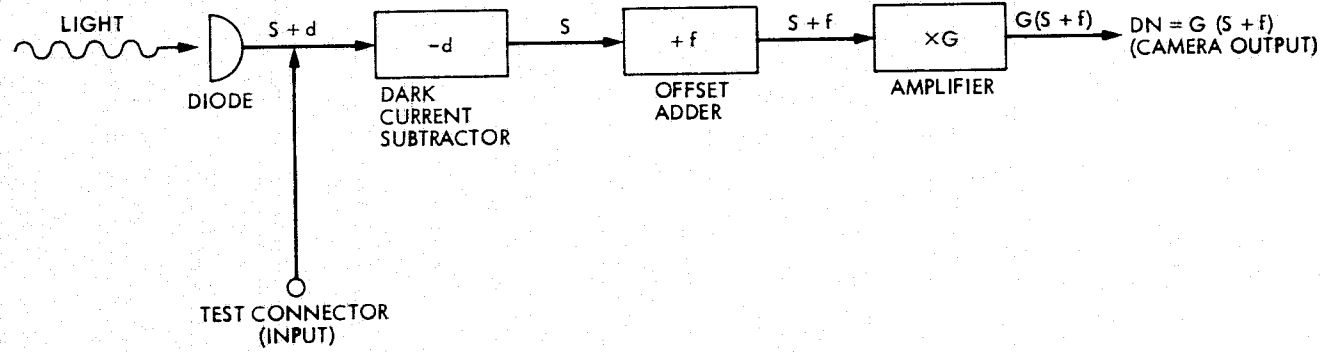 LIGHT
DIODE
S + d
-d
DARK
CURRENT
SUBTRACTOR
S
+ f
OFFSET
ADDER
S + f
×G
AMPLIFIER
G(S + f)
DN = G (S + f)
(CAMERA OUTPUT)
TEST CONNECTOR
(INPUT)